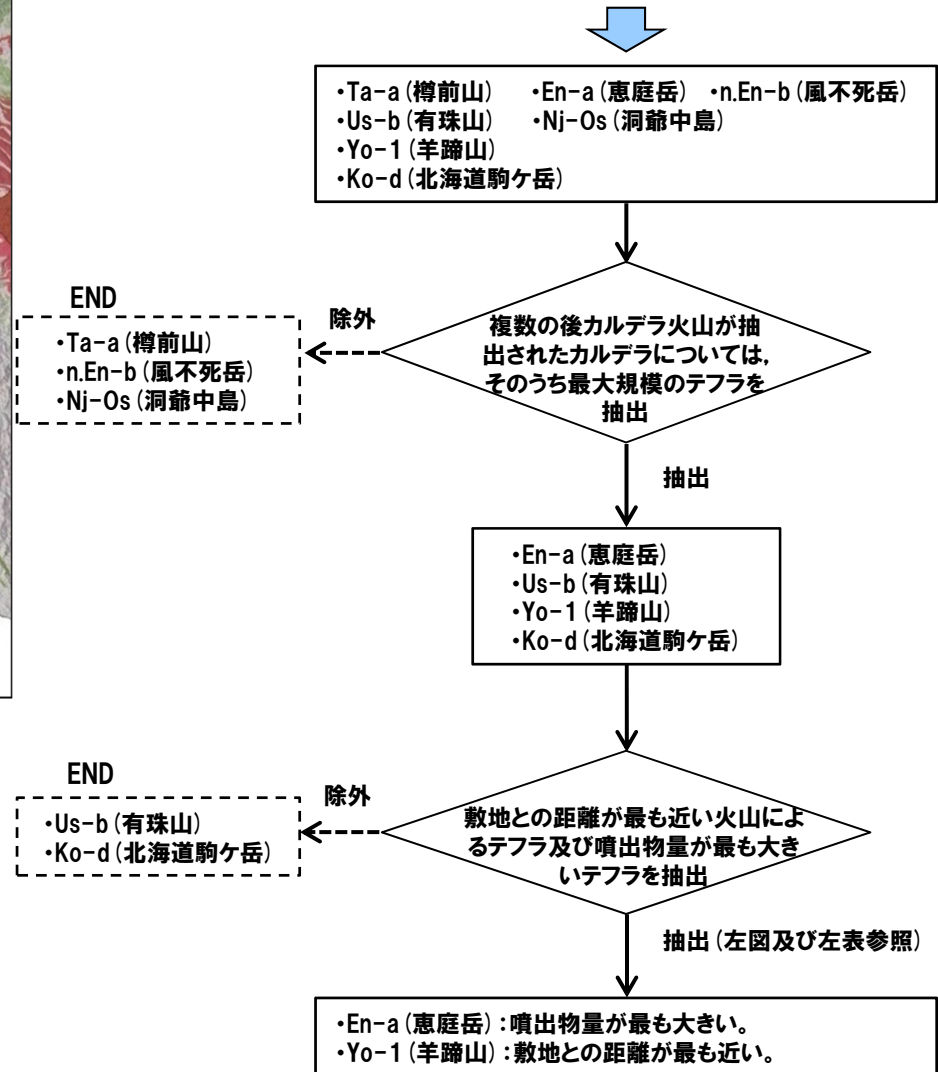 ・Ta-a(樽前山)　・En-a(恵庭岳)　・n.En-b(風不死岳)
・Us-b(有珠山)　・Nj-Os(洞爺中島)
・Yo-1(羊蹄山)
・Ko-d(北海道駒ケ岳)
複数の後カルデラ火山が抽
出されたカルデラについては,
そのうち最大規模のテフラを
抽出
除外
END
・Ta-a(樽前山)
・n.En-b(風不死岳)
・Nj-Os(洞爺中島)
抽出
・En-a(恵庭岳)
・Us-b(有珠山)
・Yo-1(羊蹄山)
・Ko-d(北海道駒ケ岳)
敷地との距離が最も近い火山によ
るテフラ及び噴出物量が最も大き
いテフラを抽出
除外
END
・Us-b(有珠山)
・Ko-d(北海道駒ケ岳)
抽出(左図及び左表参照)
・En-a(恵庭岳):噴出物量が最も大きい。
・Yo-1(羊蹄山):敷地との距離が最も近い。